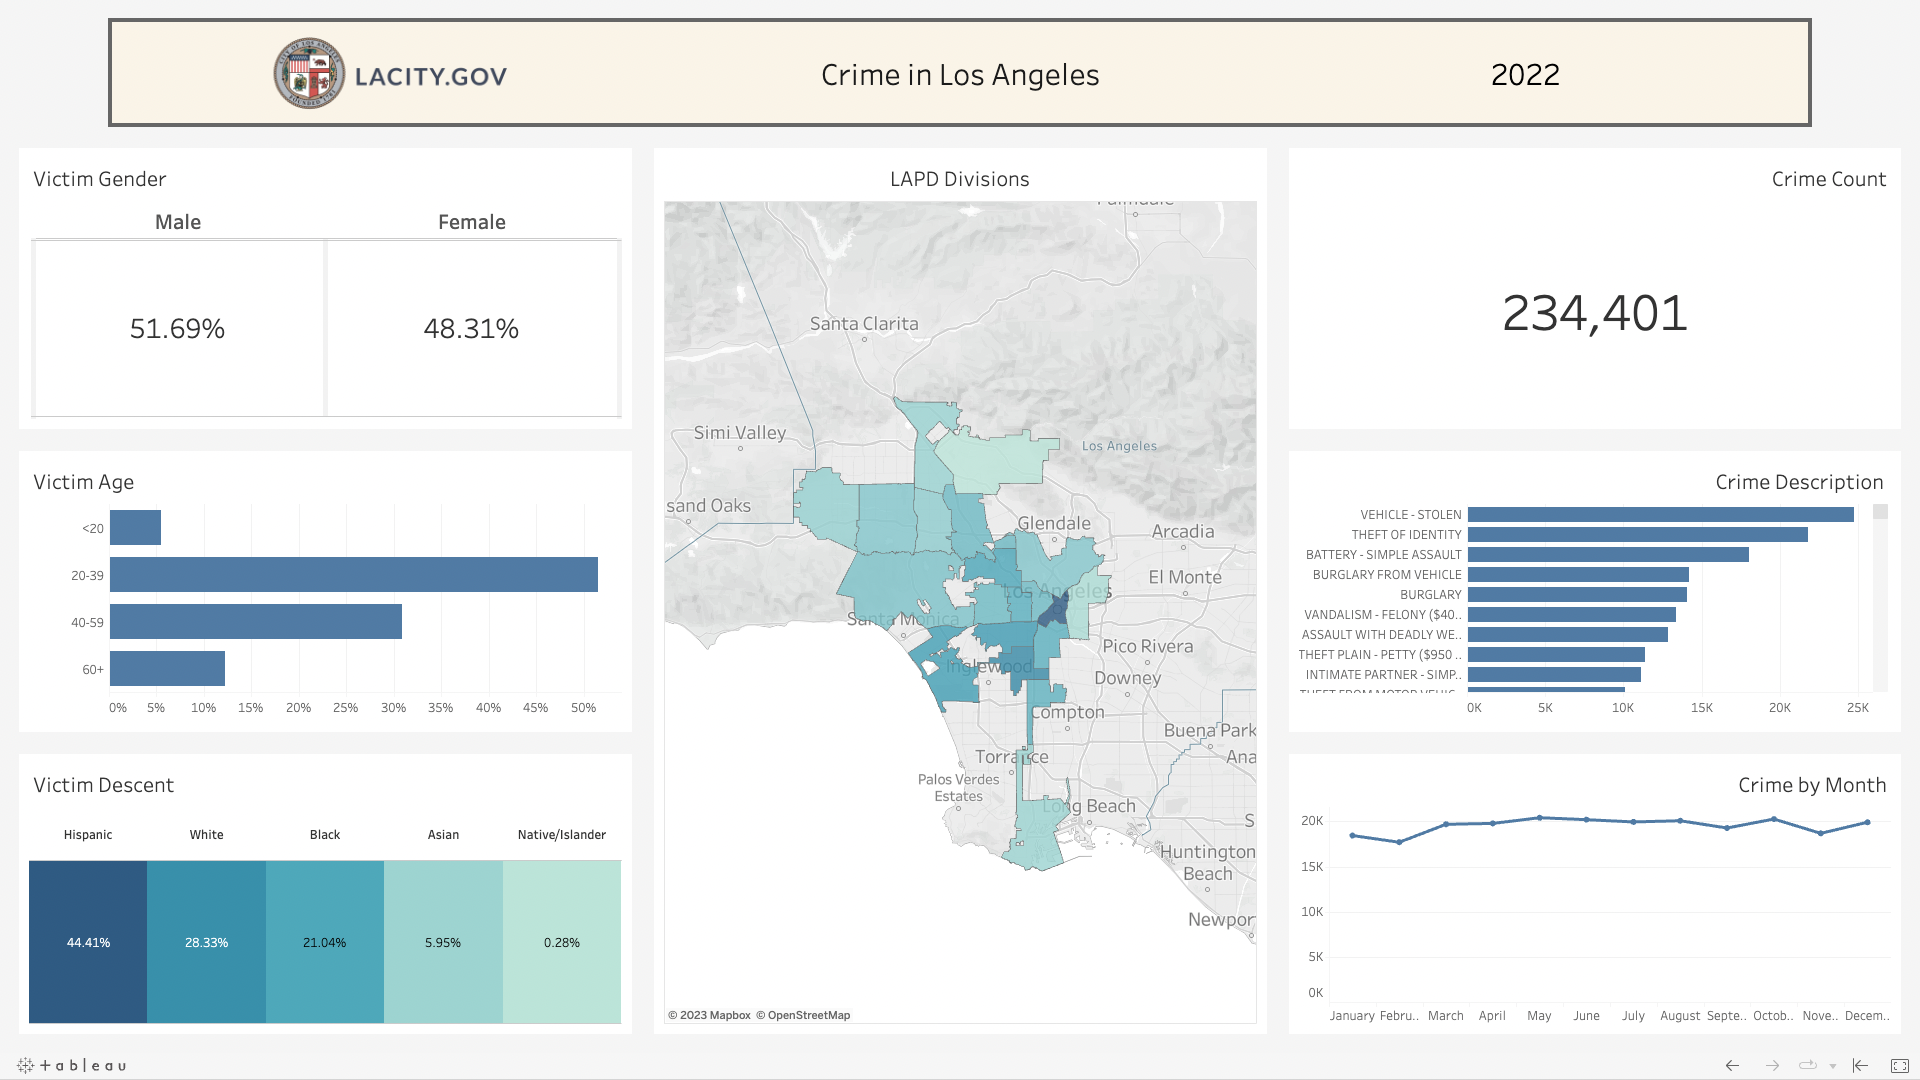 LACITY.GOV
Crime in Los Angeles
2022
Victim Gender
Male
Female
51.69%
48.31%
Victim Age
<20
20-39
40-59
60+
0% 5% 10% 15% 20% 25% 30% 35% 40% 45% 50%
Victim Descent
Hispanic White Black Asian Native/Islander
44.41% 28.33% 21.04% 5.95% 0.28%
LAPD Divisions
Palmdale
Santa Clarita
Simi Valley
Los Angeles
sand Oaks
Glendale
Arcadia
El Monte
Los Angeles
Santa Monica
Pico Rivera
Inglewood
Downey
Compton
Buena Park
Torrance
Ana
Palos Verdes
Estates
Long Beach
S
Huntington
Beach
Newpor
© 2023 Mapbox © OpenStreetMap
Crime Count
234,401
Crime Description
VEHICLE - STOLEN
THEFT OF IDENTITY
BATTERY - SIMPLE ASSAULT
BURGLARY FROM VEHICLE
BURGLARY
VANDALISM - FELONY ($40..
ASSAULT WITH DEADLY WE..
THEFT PLAIN - PETTY ($950 ..
INTIMATE PARTNER - SIMP..
THEFT FROM MOTOR VEHIC..
0K 5K 10K 15K 20K 25K
Crime by Month
20K
15K
10K
5K
0K
January Febru.. March April May June July August Septe.. Octob.. Nove.. Decem..
+ableau